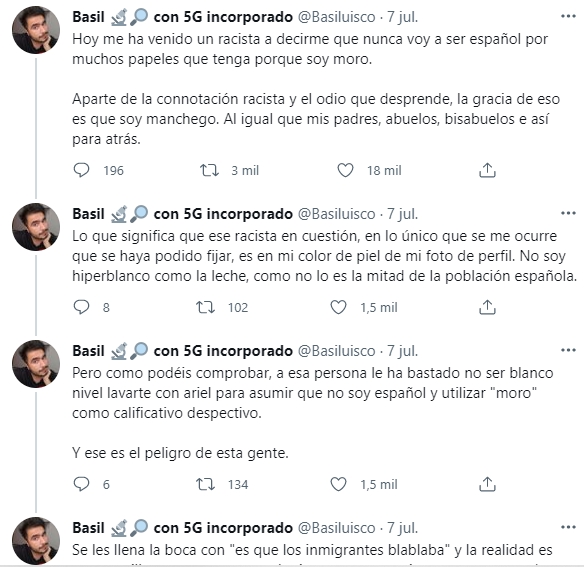 Basil 🔬🔎 con 5G incorporado @Basiluisco · 7 jul.
Hoy me ha venido un racista a decirme que nunca voy a ser español por
muchos papeles que tenga porque soy moro.
Aparte de la connotación racista y el odio que desprende, la gracia de eso
es que soy manchego. Al igual que mis padres, abuelos, bisabuelos e así
para atrás.
196 3 mil 18 mil
Basil 🔬🔎 con 5G incorporado @Basiluisco · 7 jul.
Lo que significa que ese racista en cuestión, en lo único que se me ocurre
que se haya podido fijar, es en mi color de piel de mi foto de perfil. No soy
hiperblanco como la leche, como no lo es la mitad de la población española.
8 102 1,5 mil
Basil 🔬🔎 con 5G incorporado @Basiluisco · 7 jul.
Pero como podéis comprobar, a esa persona le ha bastado no ser blanco
nivel lavarte con ariel para asumir que no soy español y utilizar "moro"
como calificativo despectivo.
Y ese es el peligro de esta gente.
6 134 1,5 mil
Basil 🔬🔎 con 5G incorporado @Basiluisco · 7 jul.
Se les llena la boca con "es que los inmigrantes blablaba" y la realidad es